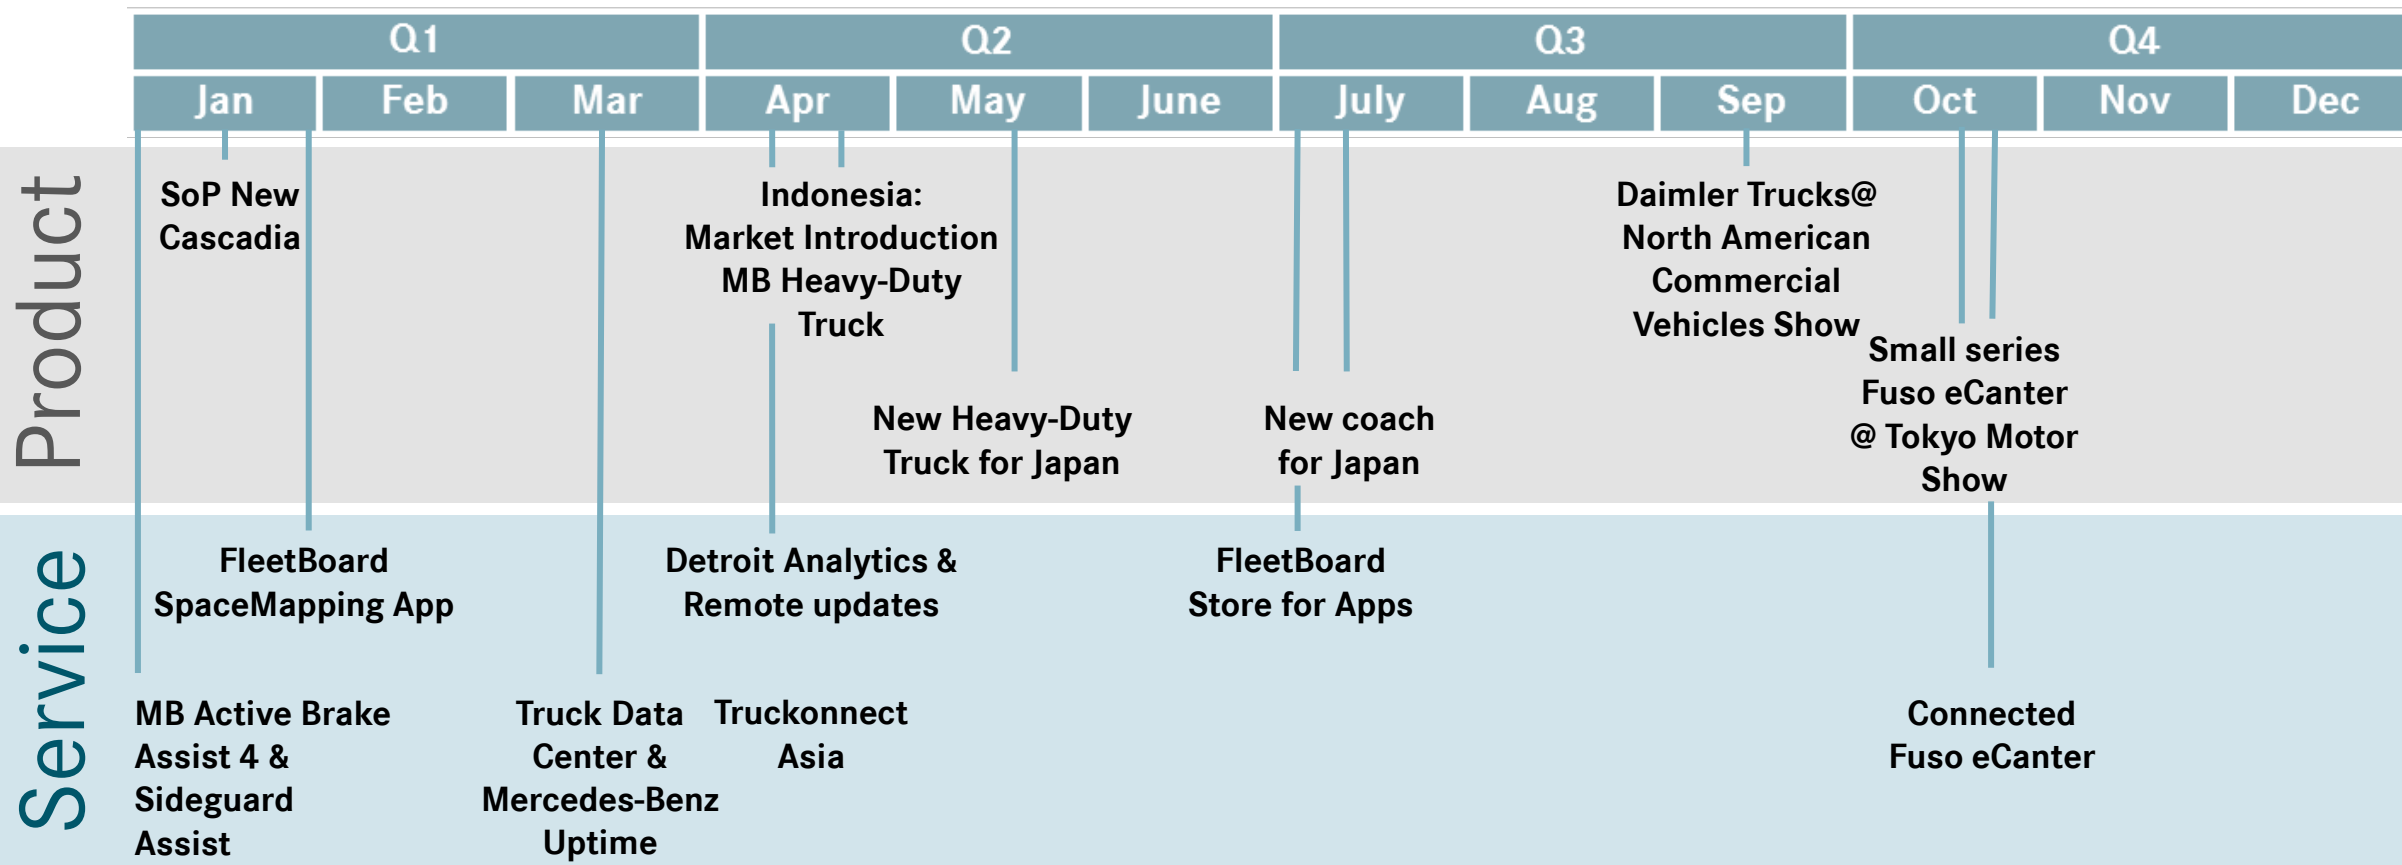 Q1 Q2 Q3 Q4
Jan Feb Mar Apr May June July Aug Sep Oct Nov Dec
Product
SoP New
Cascadia
Indonesia:
Market Introduction
MB Heavy-Duty
Truck
New Heavy-Duty
Truck for Japan
New coach
for Japan
Daimler Trucks@
North American
Commercial
Vehicles Show
Small series
Fuso eCanter
@ Tokyo Motor
Show
Service
FleetBoard
SpaceMapping App
Detroit Analytics &
Remote updates
FleetBoard
Store for Apps
MB Active Brake
Assist 4 &
Sideguard
Assist
Truck Data
Center &
Mercedes-Benz
Uptime
Truckonnect
Asia
Connected
Fuso eCanter